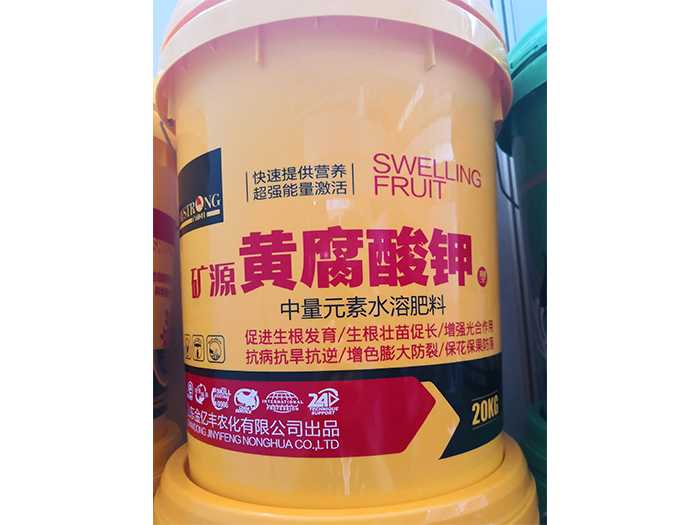 快速提供营养
超强能量激活
SWELLING
FRUIT
STRONG
矿源黄腐酸钾
中量元素水溶肥料
促进生根发育/生根壮苗促长/增强光合作用
抗病抗旱抗逆/增色膨大防裂/保花保果防落
INTERNATIONAL
PROFESSION
24
TECHNIQUE
SUPPORT
20KG
东金亿丰农化有限公司出品
DONG JINYIFENG NONGHUA CO.,LTD